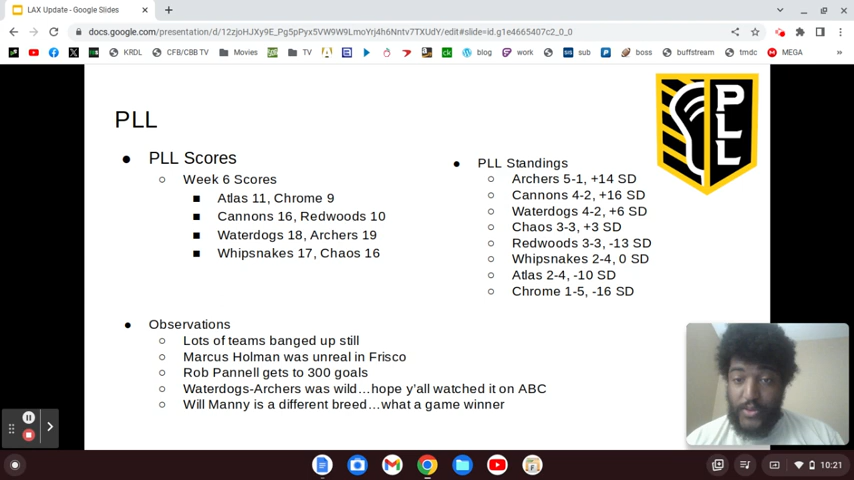 LAX Update - Google Slides
docs.google.com/presentation/d/12zjoHJXy9E_Pg5pPyx5VW9W9LmoYrj4h6Nntv7TXUdY/edit#slide=id.g1e4665407c2_0_0
KRDL CFB/CBB TV Movies TV blog work sub boss buffstream tmdc MEGA
PLL
PLL Scores
Week 6 Scores
Atlas 11, Chrome 9
Cannons 16, Redwoods 10
Waterdogs 18, Archers 19
Whipsnakes 17, Chaos 16
PLL Standings
Archers 5-1, +14 SD
Cannons 4-2, +16 SD
Waterdogs 4-2, +6 SD
Chaos 3-3, +3 SD
Redwoods 3-3, -13 SD
Whipsnakes 2-4, 0 SD
Atlas 2-4, -10 SD
Chrome 1-5, -16 SD
PLL
Observations
Lots of teams banged up still
Marcus Holman was unreal in Frisco
Rob Pannell gets to 300 goals
Waterdogs-Archers was wild…hope y'all watched it on ABC
Will Manny is a different breed…what a game winner
10:21